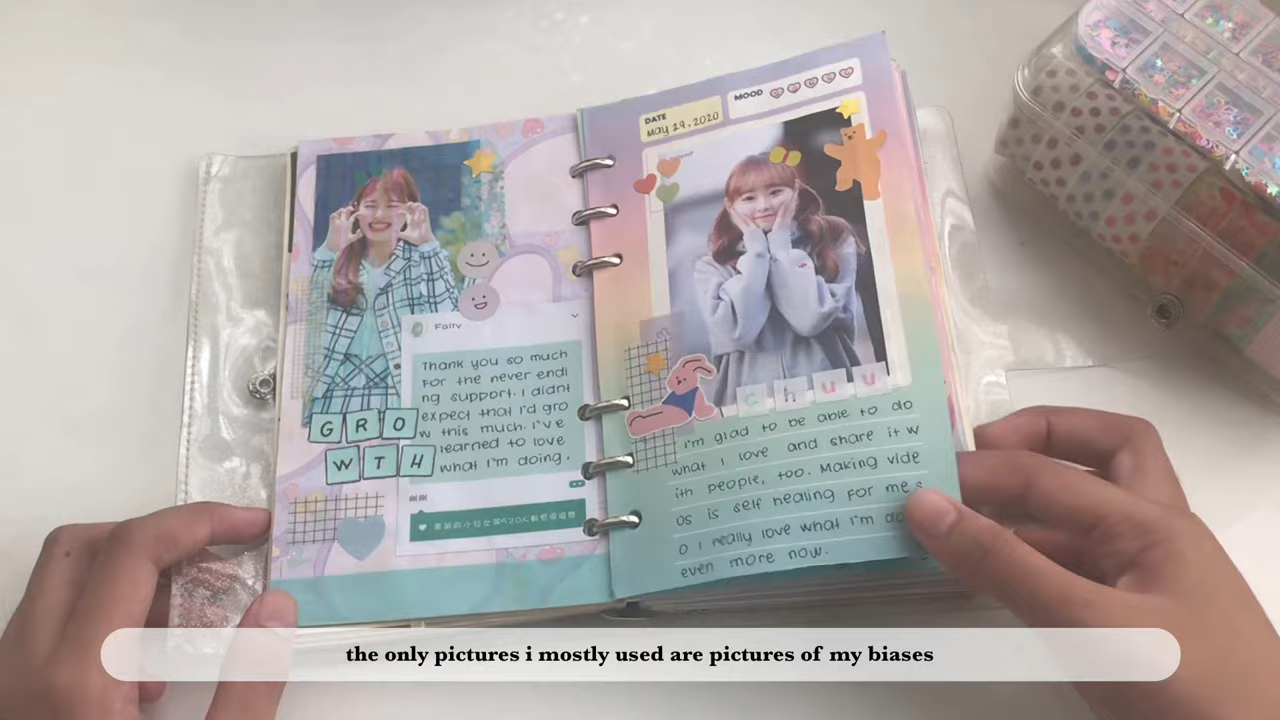 Fairy
Thank you so much
For the never endi
ng support. I didnt
expect that I'd gro
w this much. I've
learned to love
what I'm doing.
GRO
WTH
DATE
May 29, 2020
MOOD
chuu
i'm glad to be able to do
what I love and share it w
ith people, too. Making vide
os is self healing for me s
o I really love what I'm do
even more now.
the only pictures i mostly used are pictures of my biases